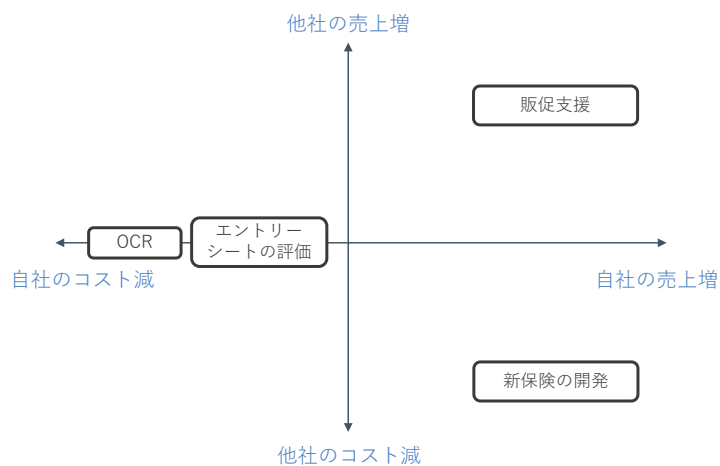 他社の売上増
販促支援
OCR
エントリー
シートの評価
自社のコスト減
自社の売上増
新保険の開発
他社のコスト減